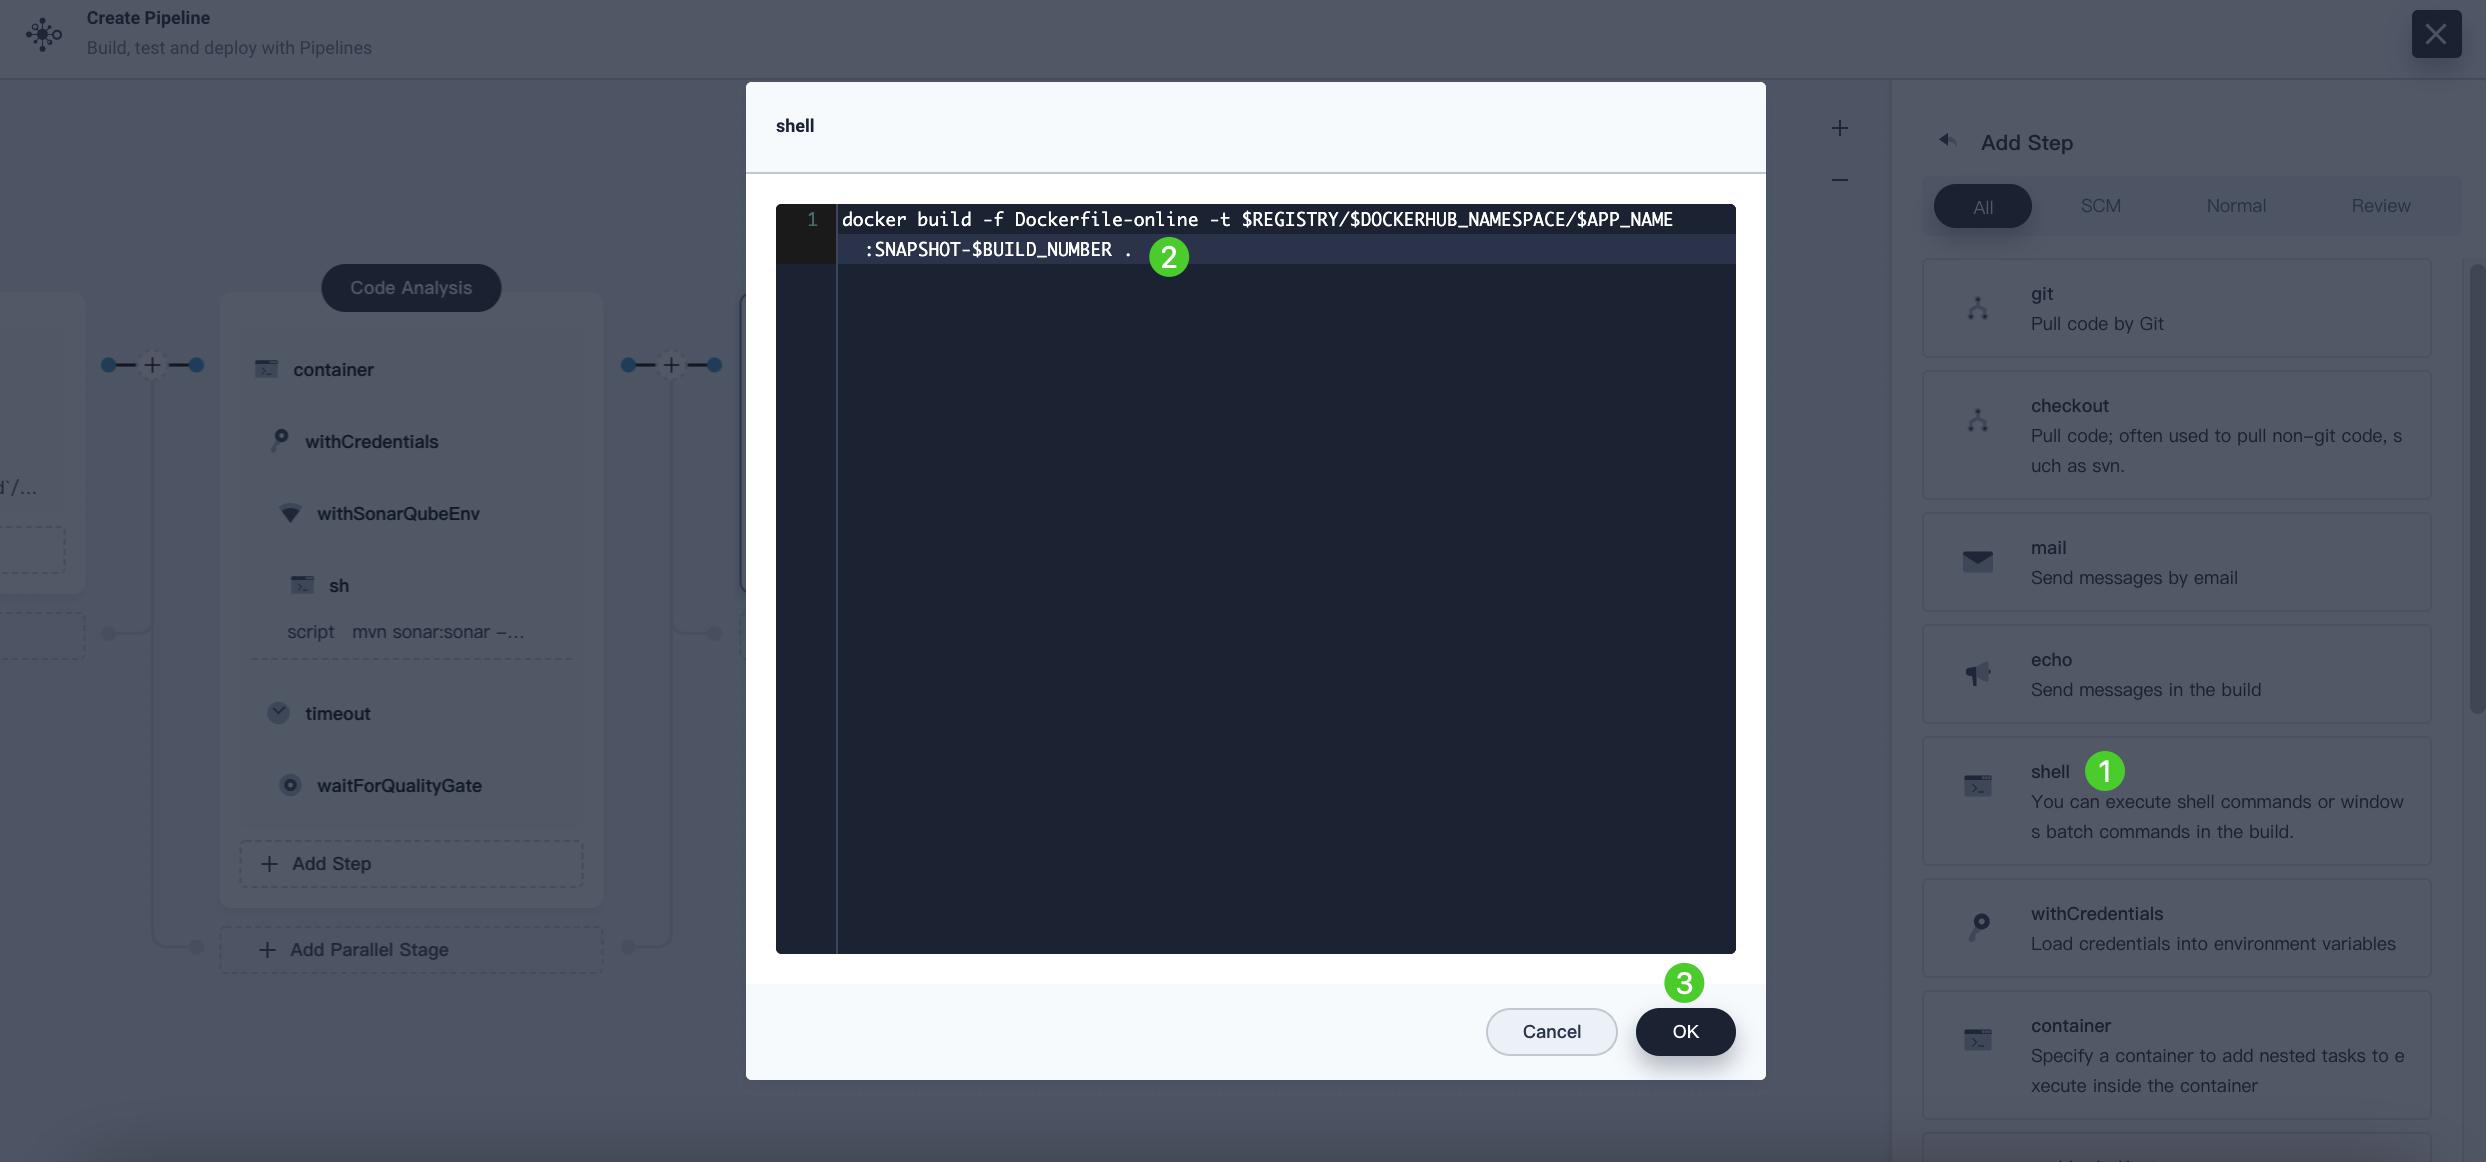 Create Pipeline
Build, test and deploy with Pipelines
shell
1 docker build -f Dockerfile-online -t $REGISTRY/$DOCKERHUB_NAMESPACE/$APP_NAME
:SNAPSHOT-$BUILD_NUMBER .
2
3
Cancel
OK
Code Analysis
container
withCredentials
withSonarQubeEnv
sh
script mvn sonar:sonar -...
timeout
waitForQualityGate
+ Add Step
+ Add Parallel Stage
d`/...
Add Step
All
SCM
Normal
Review
git
Pull code by Git
checkout
Pull code; often used to pull non-git code, s
uch as svn.
mail
Send messages by email
echo
Send messages in the build
shell 1
You can execute shell commands or window
s batch commands in the build.
withCredentials
Load credentials into environment variables
container
Specify a container to add nested tasks to e
xecute inside the container